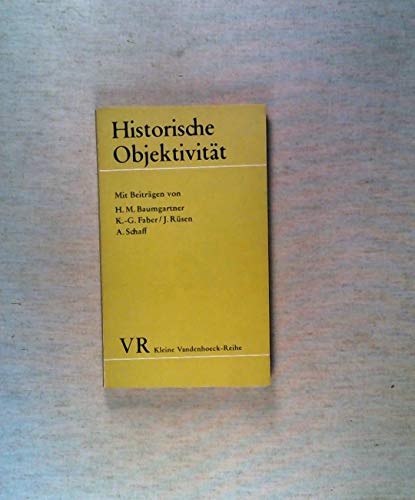 Historische
Objektivität
Mit Beiträgen von
H. M. Baumgartner
K.-G. Faber / J. Rüsen
A. Schaff
VR Kleine Vandenhoeck-Reihe